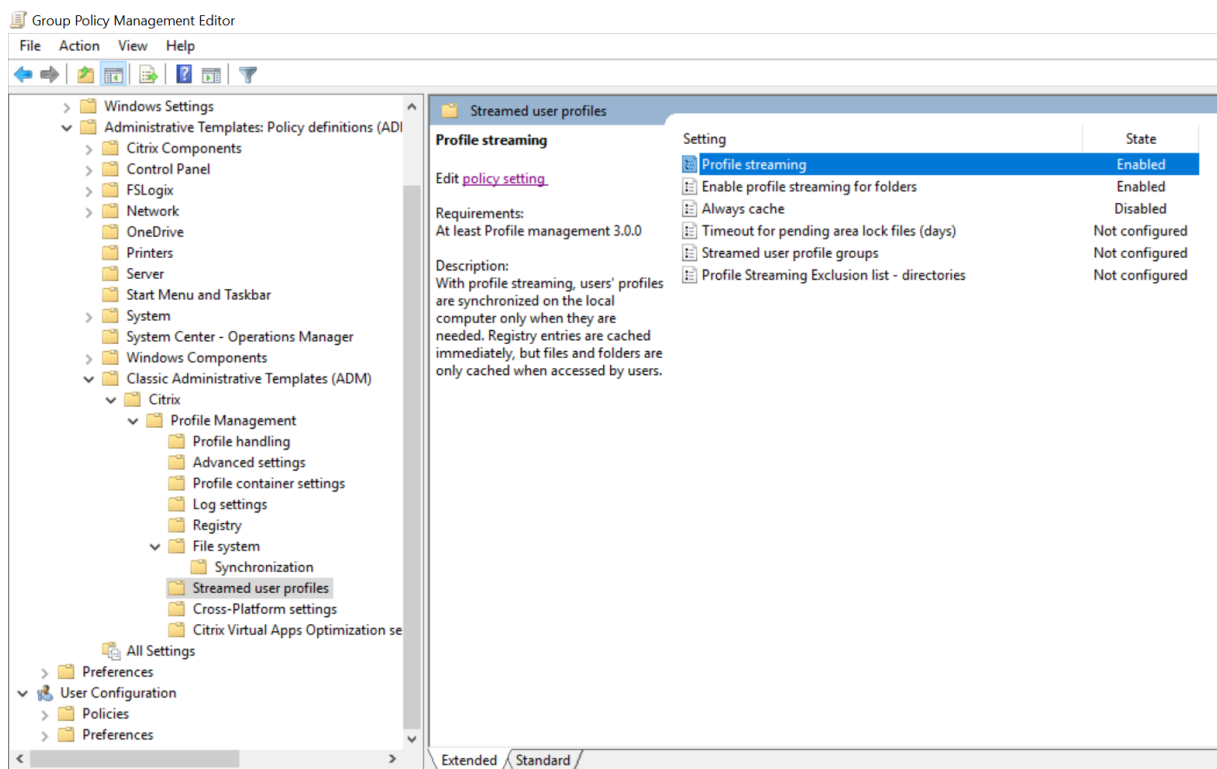 Group Policy Management Editor
File Action View Help
Windows Settings
Administrative Templates: Policy definitions (ADI
Citrix Components
Control Panel
FSLogix
Network
OneDrive
Printers
Server
Start Menu and Taskbar
System
System Center - Operations Manager
Windows Components
Classic Administrative Templates (ADM)
Citrix
Profile Management
Profile handling
Advanced settings
Profile container settings
Log settings
Registry
File system
Synchronization
Streamed user profiles
Cross-Platform settings
Citrix Virtual Apps Optimization se
All Settings
Preferences
User Configuration
Policies
Preferences
Streamed user profiles
Profile streaming
Edit policy setting
Requirements:
At least Profile management 3.0.0
Description:
With profile streaming, users' profiles
are synchronized on the local
computer only when they are
needed. Registry entries are cached
immediately, but files and folders are
only cached when accessed by users.
Setting State
Profile streaming Enabled
Enable profile streaming for folders Enabled
Always cache Disabled
Timeout for pending area lock files (days) Not configured
Streamed user profile groups Not configured
Profile Streaming Exclusion list - directories Not configured
Extended Standard